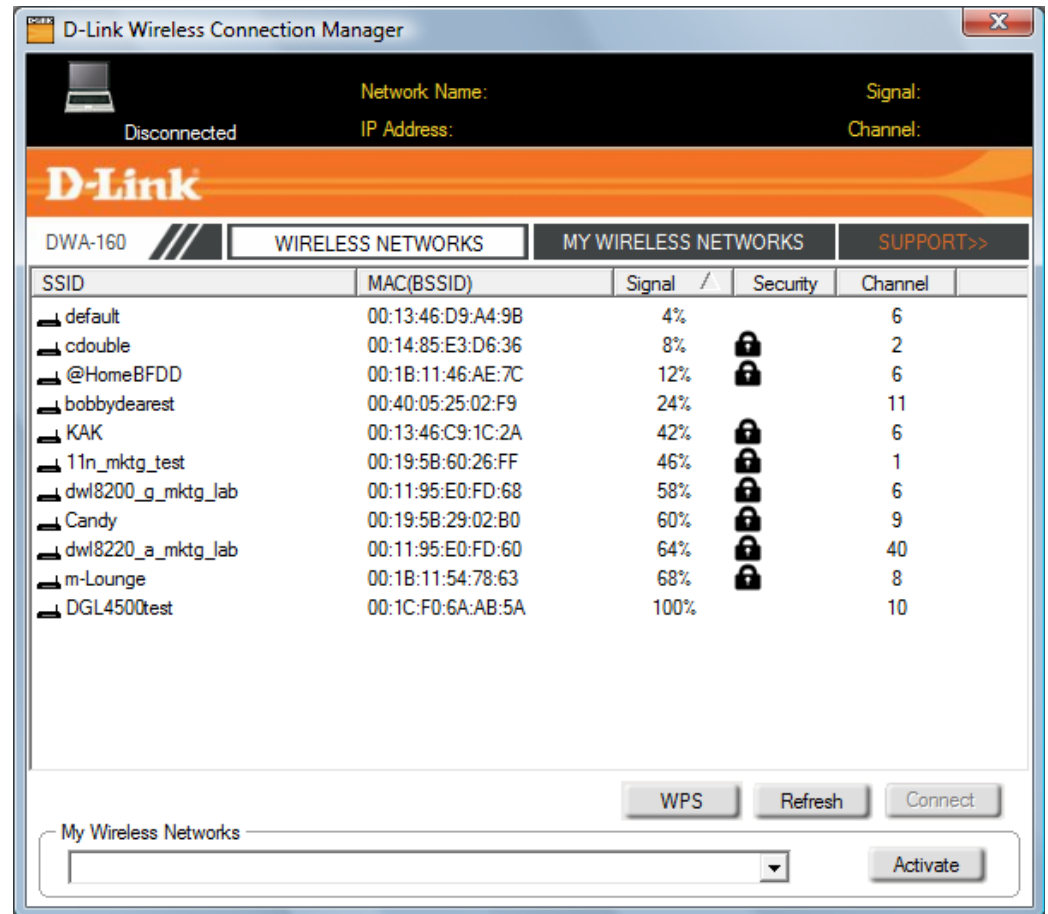 D-Link Wireless Connection Manager
Network Name: Signal:
Disconnected IP Address: Channel:
D-Link
DWA-160 WIRELESS NETWORKS MY WIRELESS NETWORKS SUPPORT>>
SSID MAC(BSSID) Signal Security Channel
default 00:13:46:D9:A4:9B 4% 6
cdouble 00:14:85:E3:D6:36 8% 2
@HomeBFDD 00:1B:11:46:AE:7C 12% 6
bobbydearest 00:40:05:25:02:F9 24% 11
KAK 00:13:46:C9:1C:2A 42% 6
11n_mktg_test 00:19:5B:60:26:FF 46% 1
dwl8200_g_mktg_lab 00:11:95:E0:FD:68 58% 6
Candy 00:19:5B:29:02:B0 60% 9
dwl8220_a_mktg_lab 00:11:95:E0:FD:60 64% 40
m-Lounge 00:1B:11:54:78:63 68% 8
DGL4500test 00:1C:F0:6A:AB:5A 100% 10
WPS Refresh Connect
My Wireless Networks
Activate